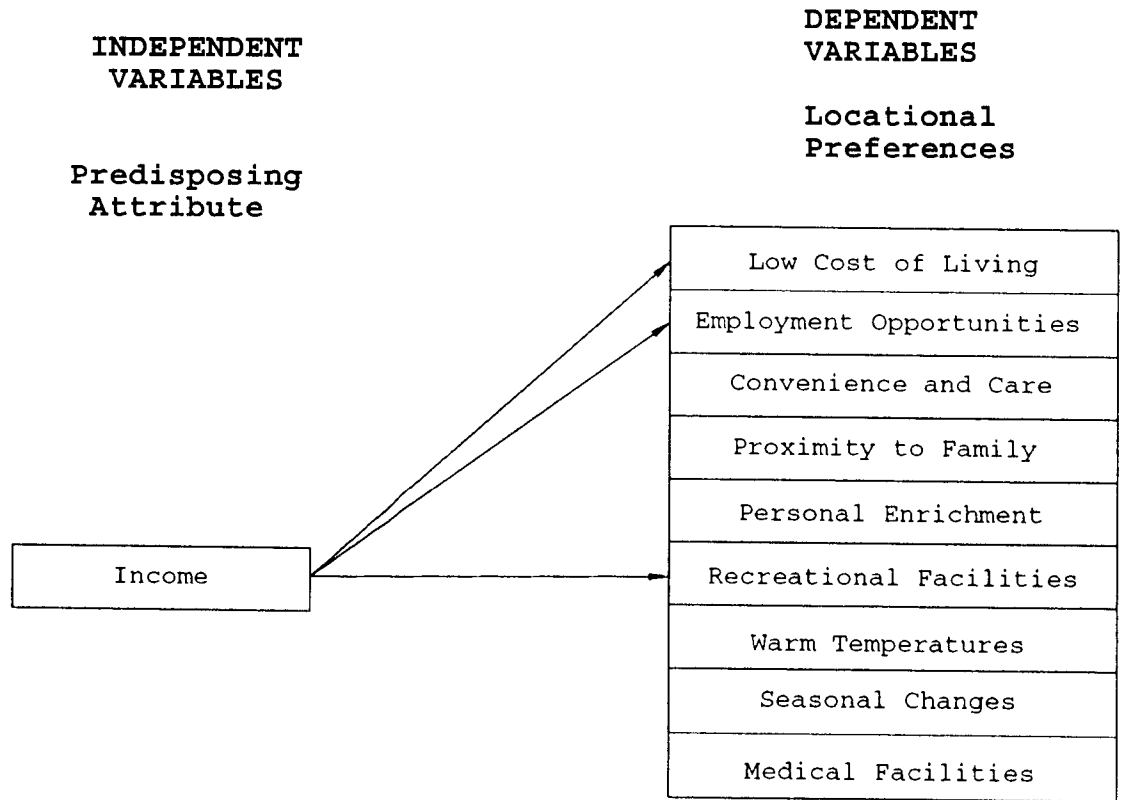 INDEPENDENT
VARIABLES
Predisposing
Attribute
Income
DEPENDENT
VARIABLES
Locational
Preferences
Low Cost of Living
Employment Opportunities
Convenience and Care
Proximity to Family
Personal Enrichment
Recreational Facilities
Warm Temperatures
Seasonal Changes
Medical Facilities